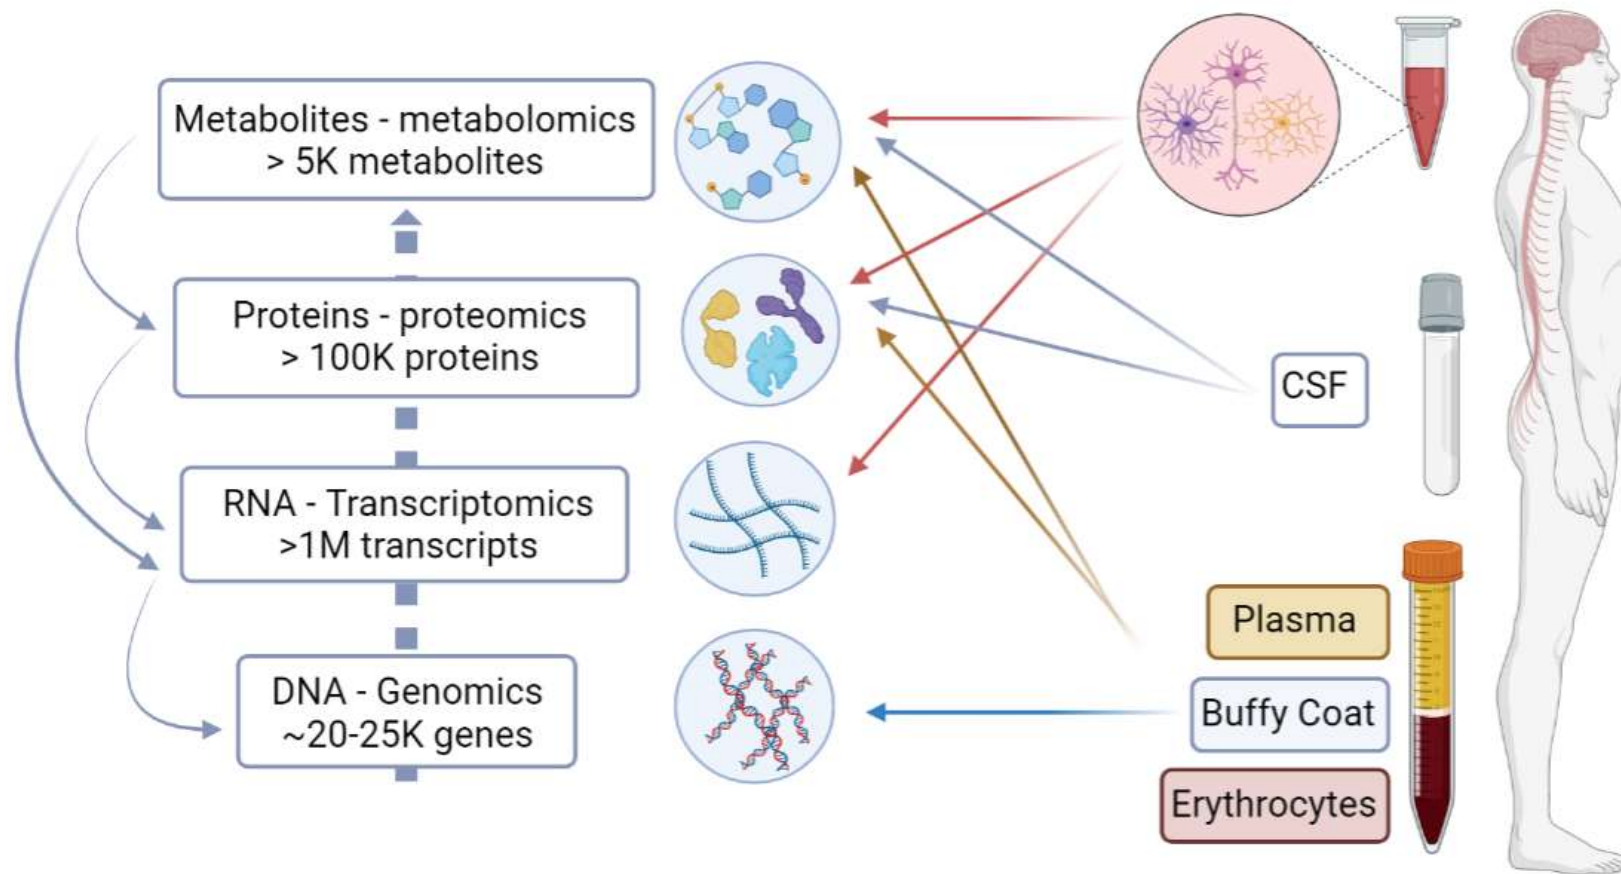 Metabolites - metabolomics
> 5K metabolites
Proteins - proteomics
> 100K proteins
RNA - Transcriptomics
>1M transcripts
DNA - Genomics
~20-25K genes
CSF
Plasma
Buffy Coat
Erythrocytes